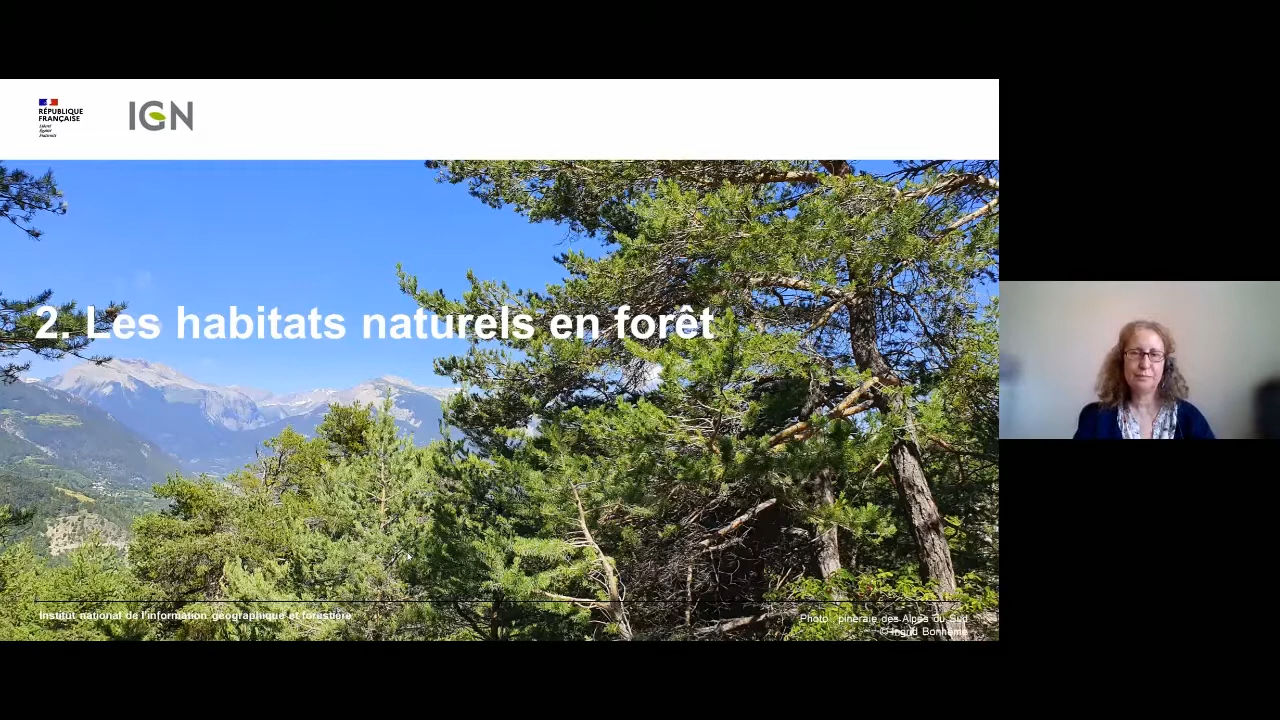 RÉPUBLIQUE
FRANÇAISE
Liberté
Égalité
Fraternité
IGN
2. Les habitats naturels en forêt
Institut national de l'information géographique et forestière
Photo : pinéraie des Alpes du Sud
© Ingrid Bonhême